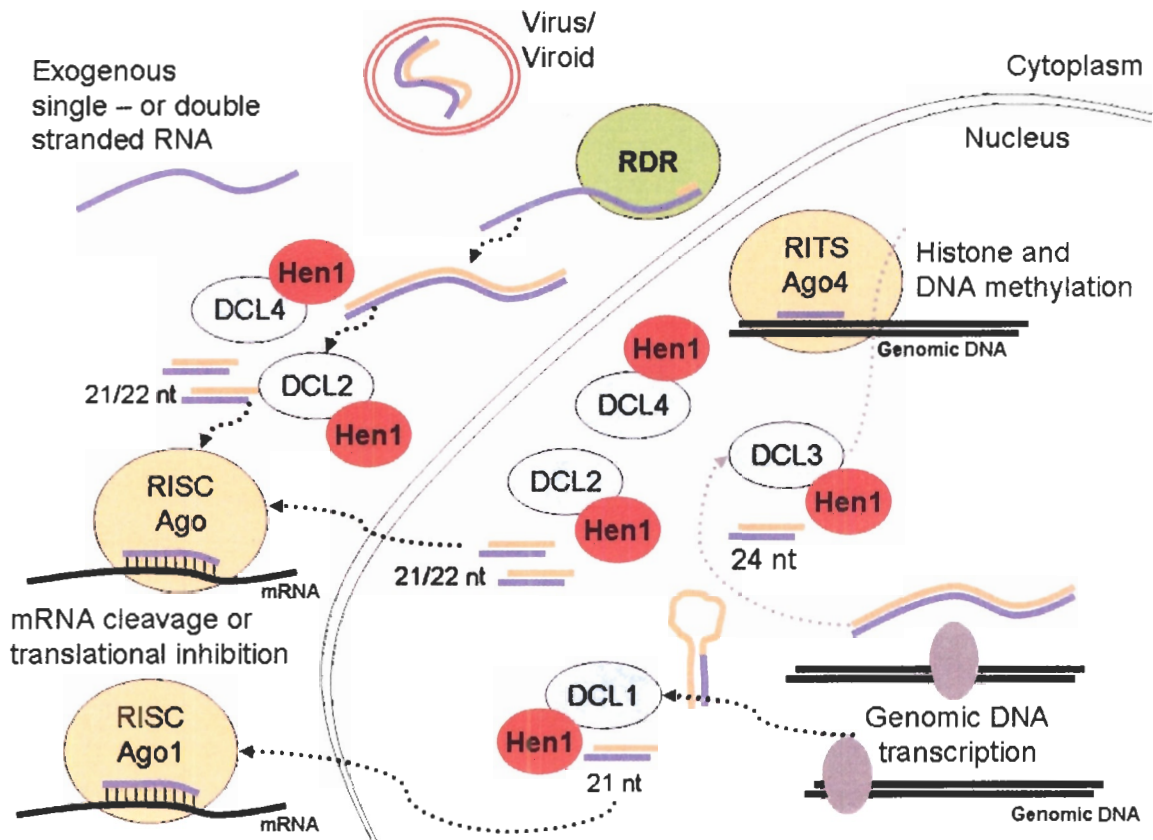 Virus/
Viroid
Exogenous
single – or double
stranded RNA
Cytoplasm
Nucleus
RDR
Hen1
DCL4
RITS
Ago4
Histone and
DNA methylation
Genomic DNA
Hen1
DCL4
21/22 nt
DCL2
Hen1
DCL3
Hen1
24 nt
RISC
Ago
mRNA
DCL2
Hen1
21/22 nt
mRNA cleavage or
translational inhibition
DCL1
Hen1
21 nt
Genomic DNA
transcription
Genomic DNA
RISC
Ago1
mRNA